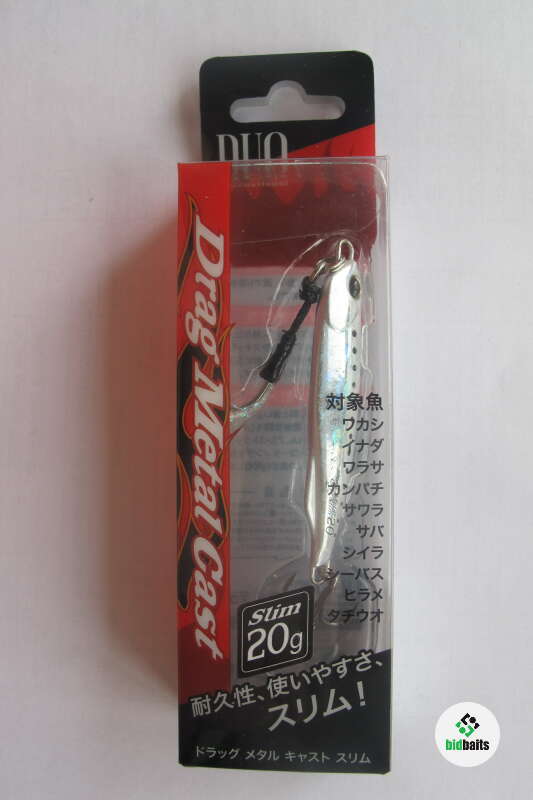 DUO
Drag Metal Cast
対象魚
ワカシ
イナダ
ワラサ
カンパチ
サワラ
サバ
シイラ
シーバス
ヒラメ
タチウオ
Slim
20g
耐久性、使いやすさ、
スリム!
ドラッグ メタル キャスト スリム
bidbaits